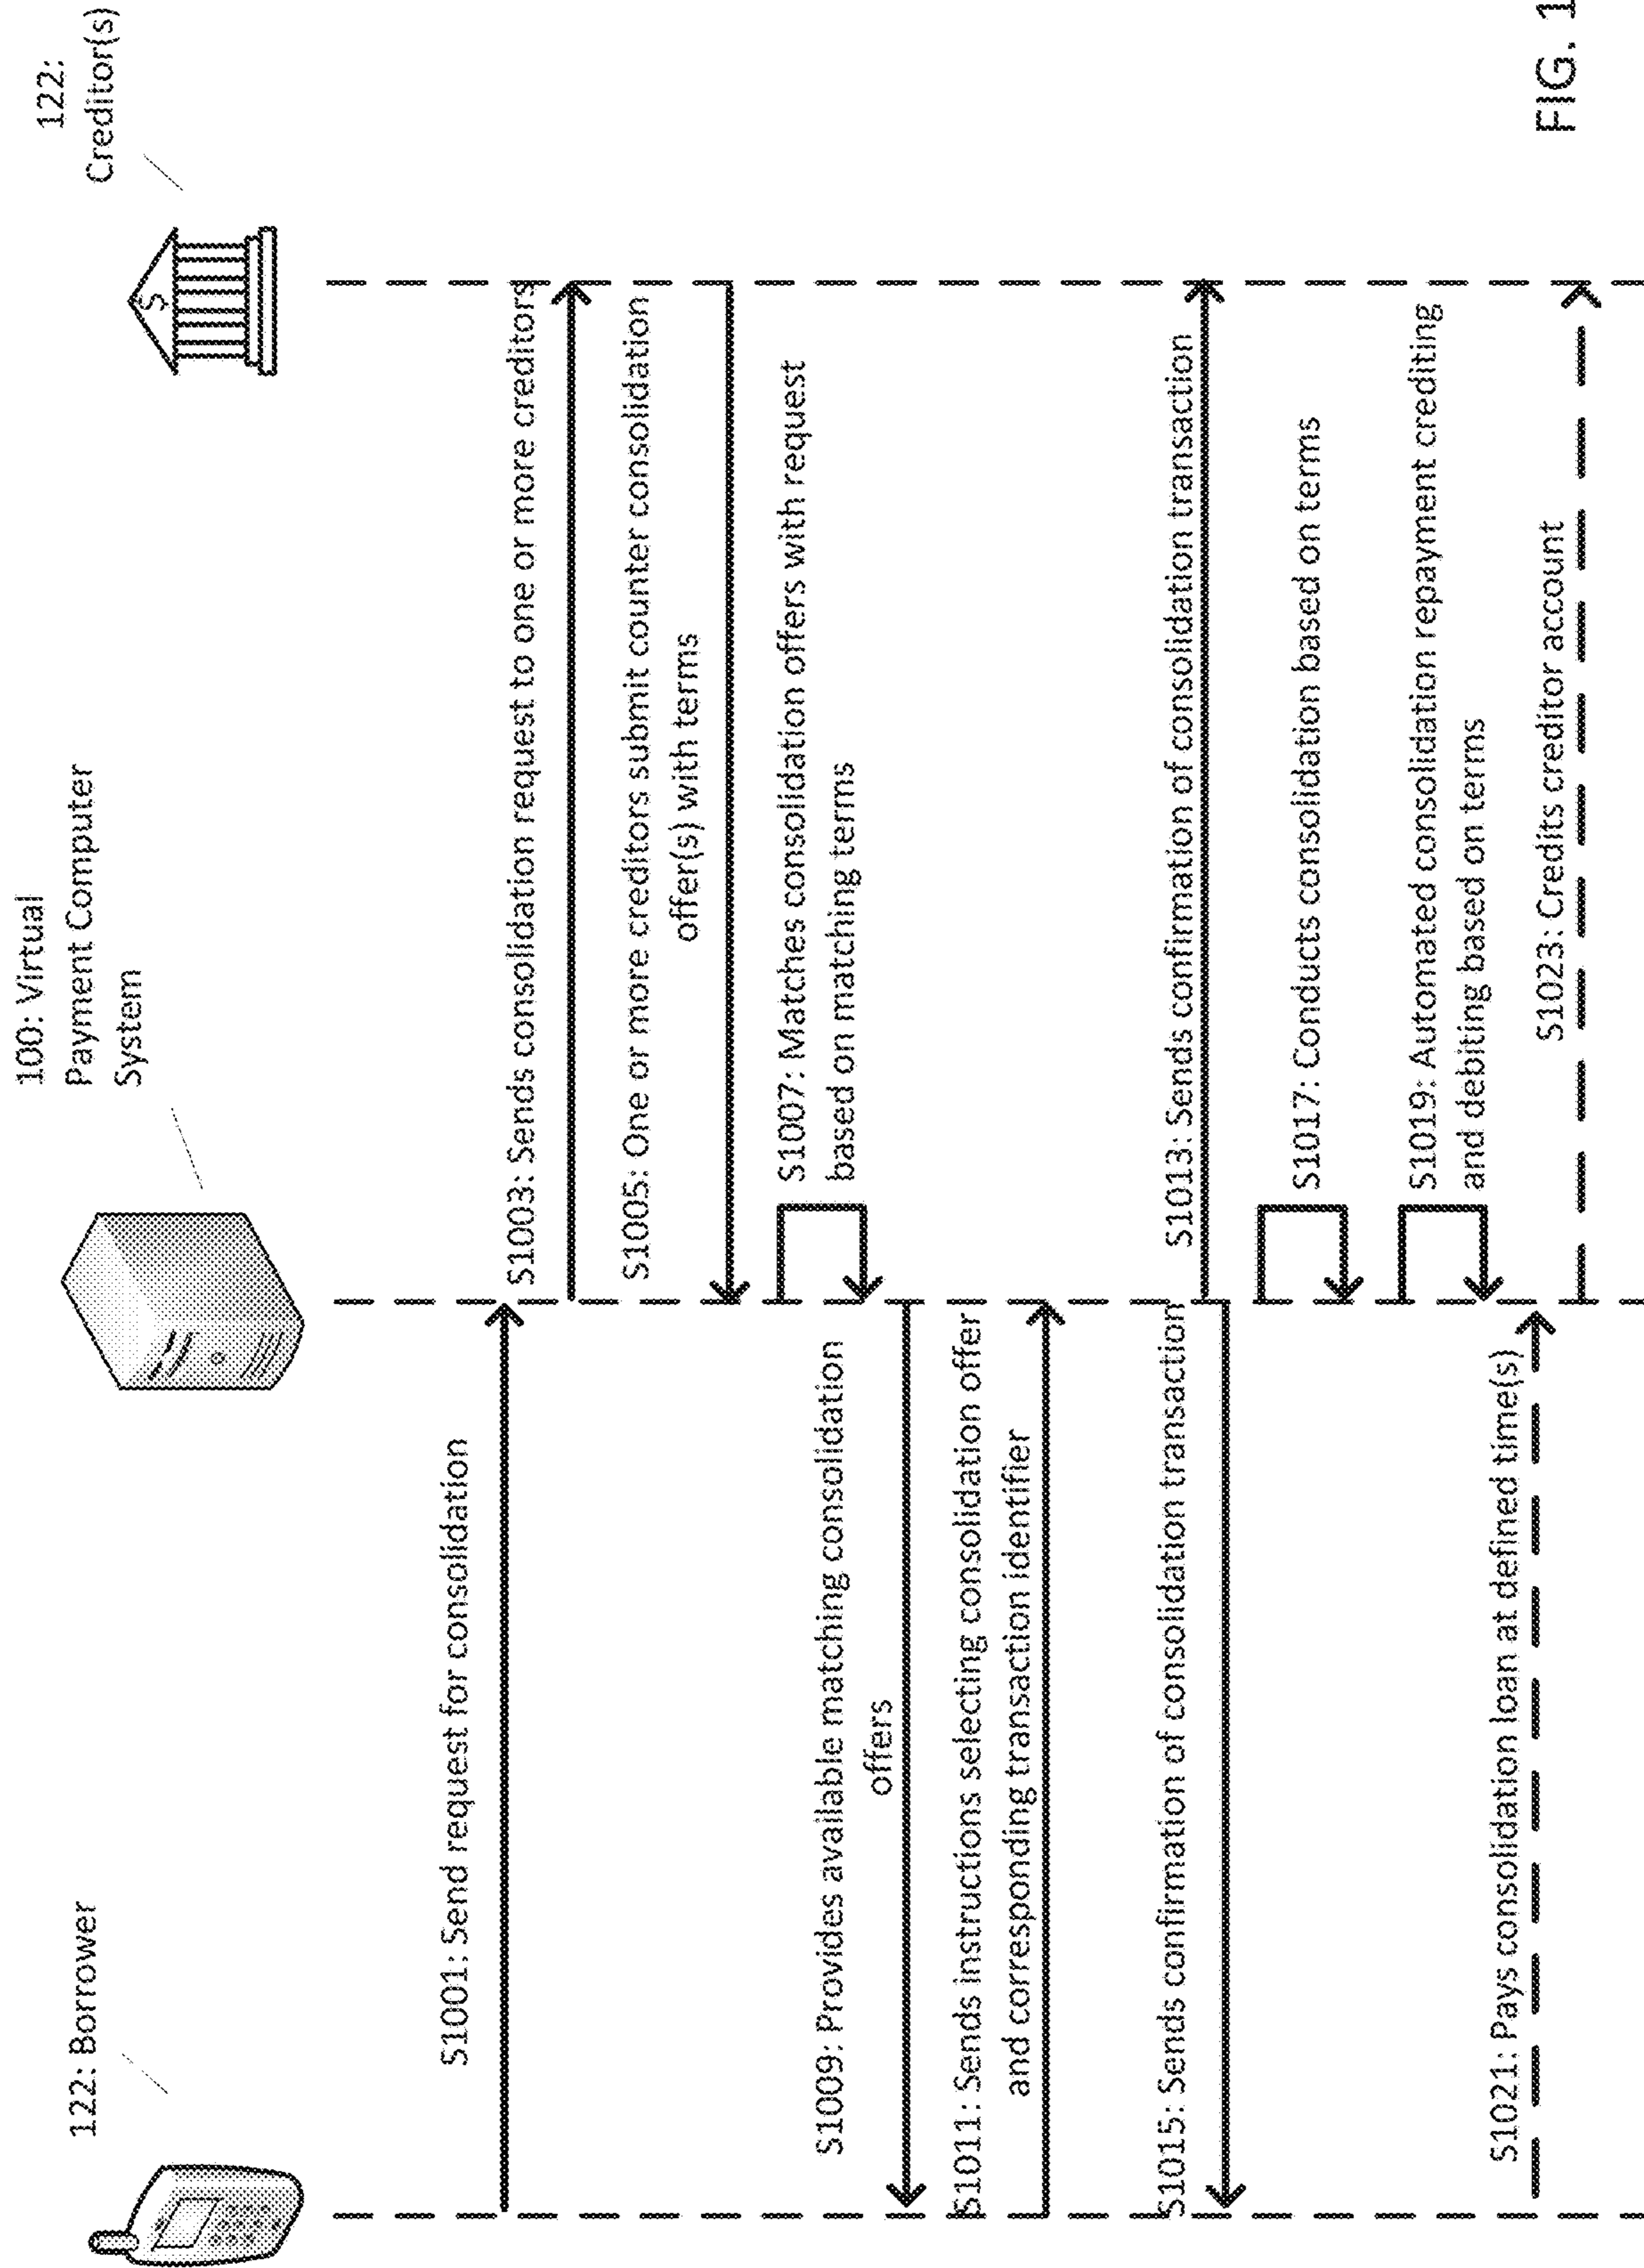 122: Borrower
100: Virtual
Payment Computer
System
122:
Creditor(s)
S1001: Send request for consolidation
S1003: Sends consolidation request to one or more creditors
S1005: One or more creditors submit counter consolidation
offer(s) with terms
S1007: Matches consolidation offers with request
based on matching terms
S1009: Provides available matching consolidation
offers
S1011: Sends instructions selecting consolidation offer
and corresponding transaction identifier
S1013: Sends confirmation of consolidation transaction
S1015: Sends confirmation of consolidation transaction
S1017: Conducts consolidation based on terms
S1019: Automated consolidation repayment crediting
and debiting based on terms
S1021: Pays consolidation loan at defined time(s)
S1023: Credits creditor account
$
FIG. 1